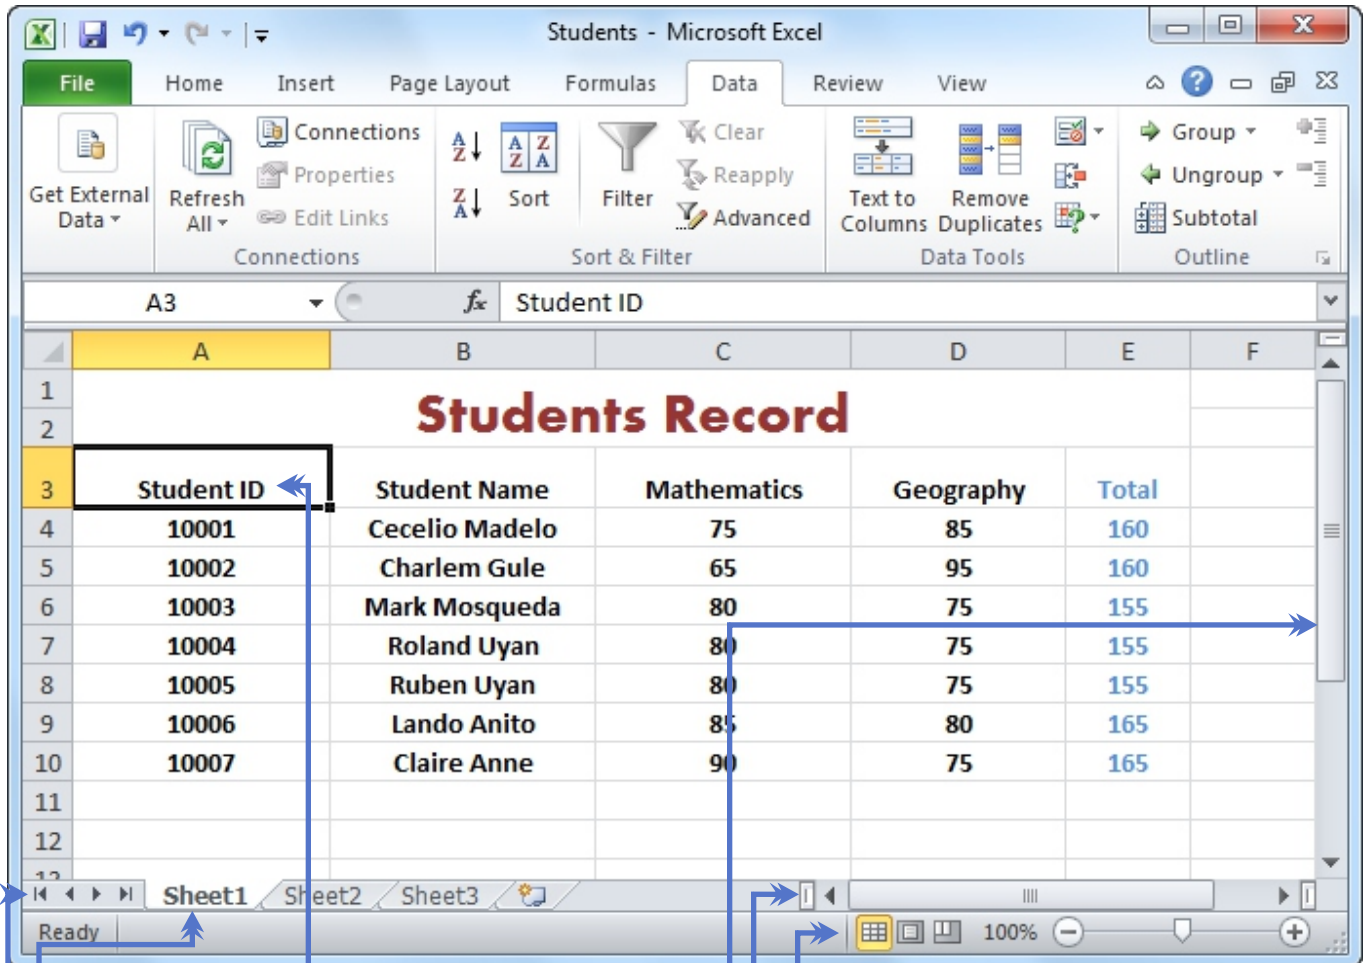 Students - Microsoft Excel
File Home Insert Page Layout Formulas Data Review View
Get External Data
Refresh All
Connections
Properties
Edit Links
Connections
A Z
Z A
A Z Z A
Sort
Filter
Clear
Reapply
Advanced
Sort & Filter
Text to Columns
Remove Duplicates
Data Tools
Group
Ungroup
Subtotal
Outline
A3 fx Student ID
A B C D E F
1
Students Record
2
3 Student ID Student Name Mathematics Geography Total
4 10001 Cecelio Madelo 75 85 160
5 10002 Charlem Gule 65 95 160
6 10003 Mark Mosqueda 80 75 155
7 10004 Roland Uyan 80 75 155
8 10005 Ruben Uyan 80 75 155
9 10006 Lando Anito 85 80 165
10 10007 Claire Anne 90 75 165
11
12
Sheet1 Sheet2 Sheet3
Ready 100%